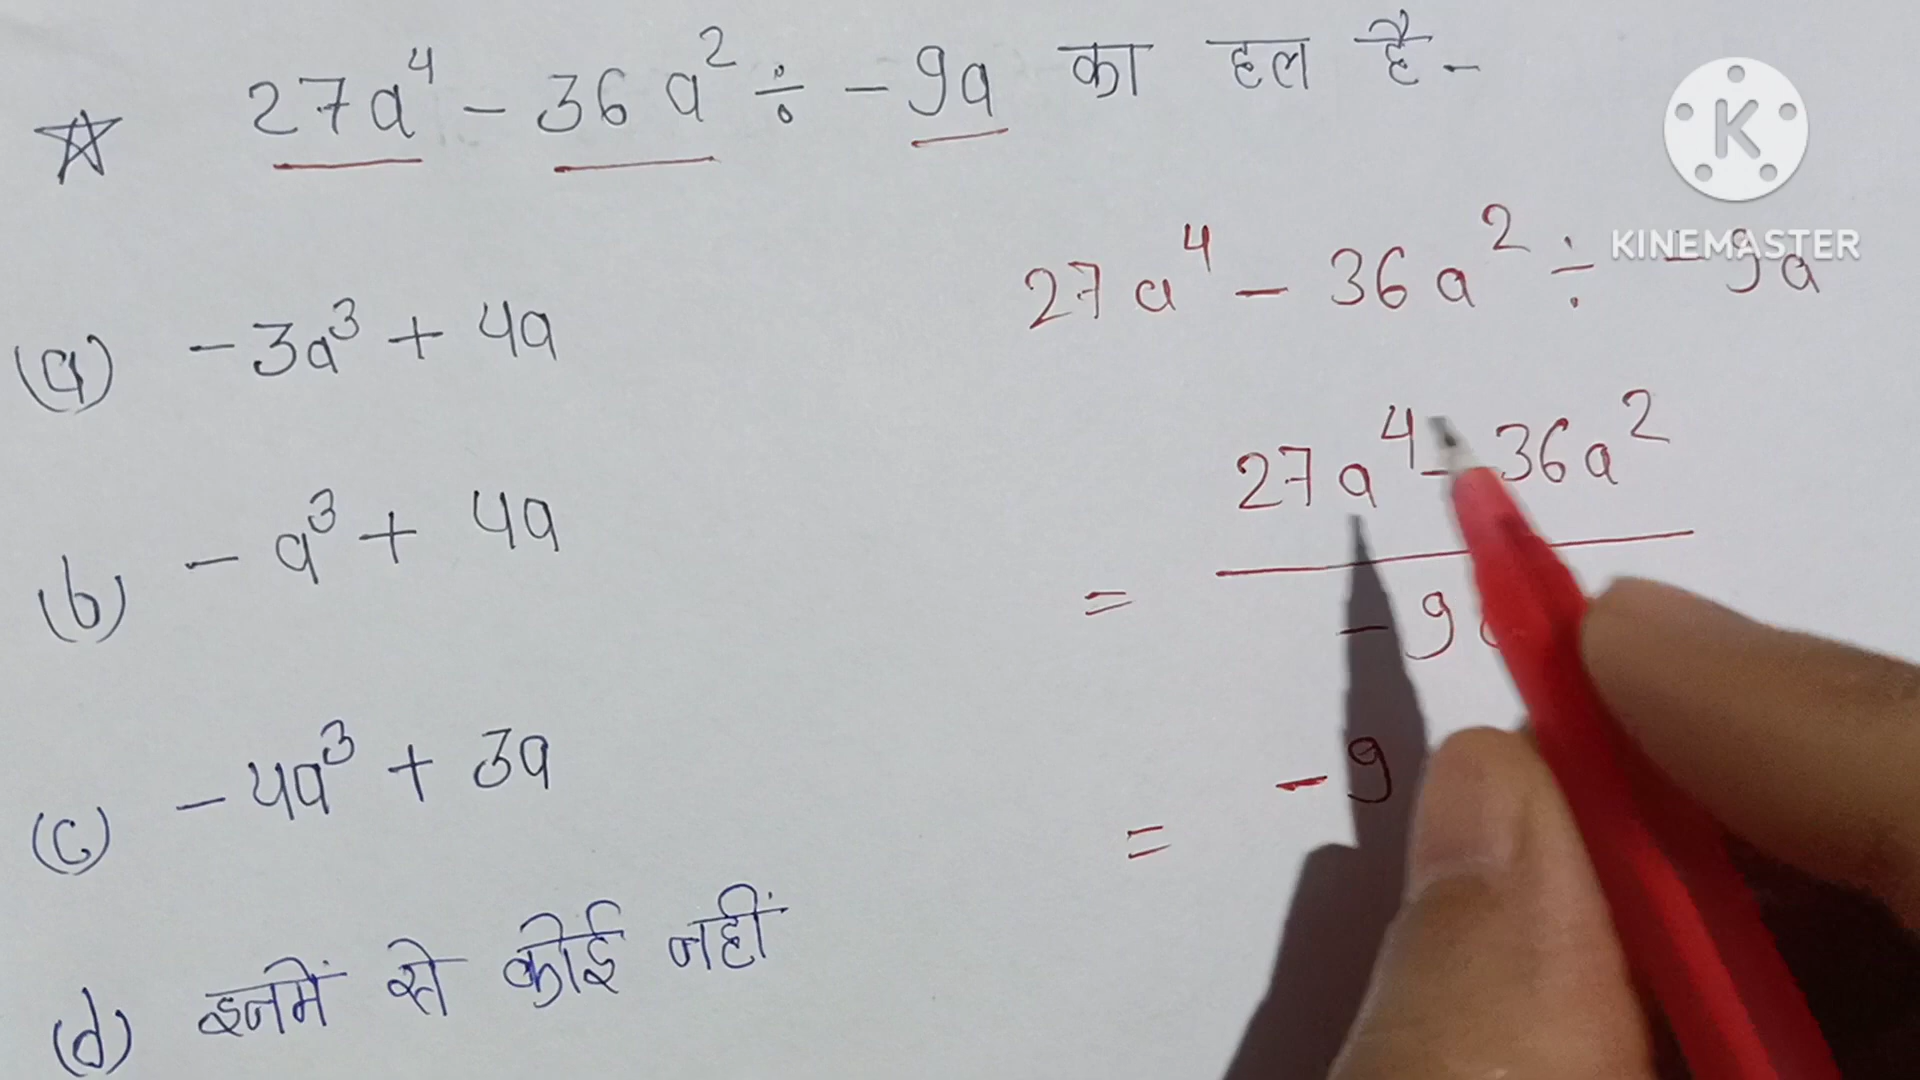 27a⁴ - 36a² ÷ - 9a का हल है -
(a) - 3a³ + 4a
(b) - a³ + 4a
(c) - 4a³ + 3a
(d) इनमें से कोई नहीं
KINEMASTER
27a⁴ - 36a² ÷ - 9a
27a⁴ - 36a²
= - 9
= - 9